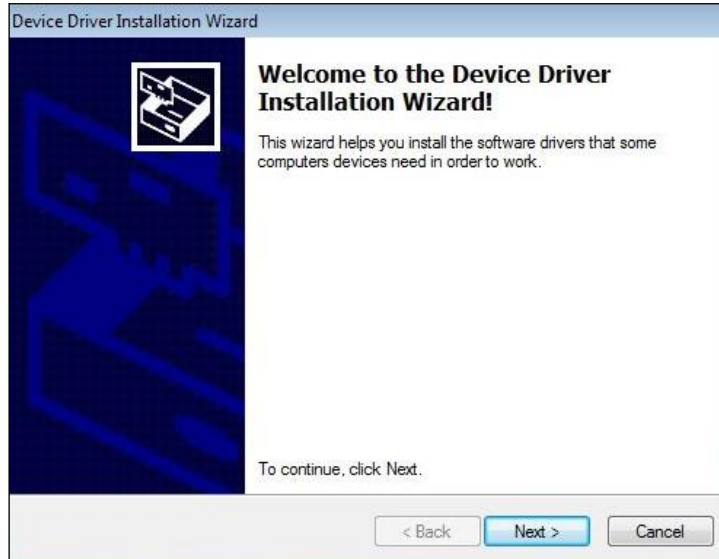 Device Driver Installation Wizard
Welcome to the Device Driver
Installation Wizard!
This wizard helps you install the software drivers that some
computers devices need in order to work.
To continue, click Next.
< Back
Next >
Cancel